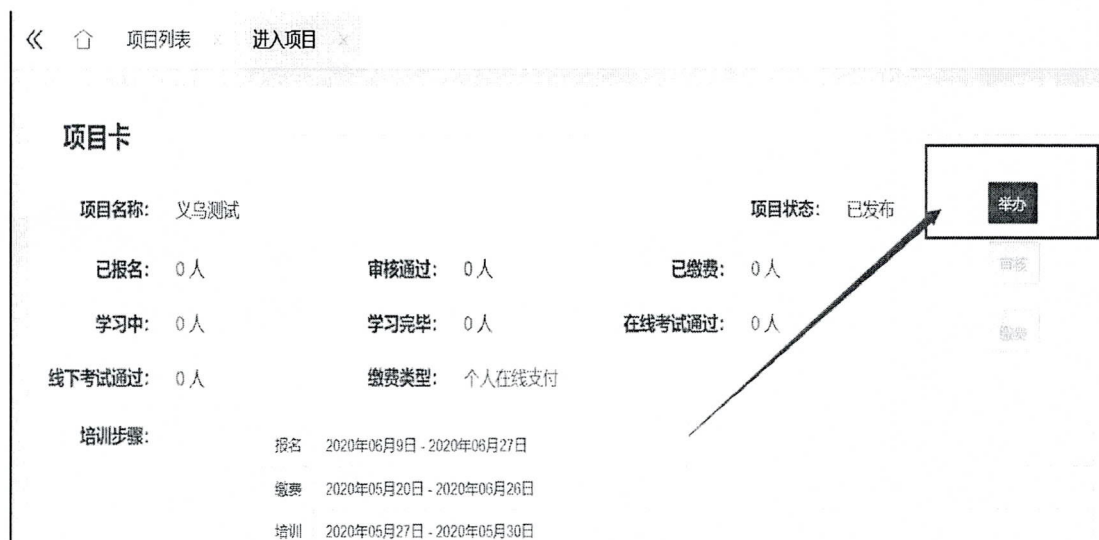 项目列表 × 进入项目 ×
项目卡
项目名称： 义乌测试 项目状态： 已发布 举办
已报名： 0人 审核通过： 0人 已缴费： 0人 审核
学习中： 0人 学习完毕： 0人 在线考试通过： 0人 缴费
线下考试通过： 0人 缴费类型： 个人在线支付
培训步骤：
报名 2020年06月9日 - 2020年06月27日
缴费 2020年05月20日 - 2020年06月26日
培训 2020年05月27日 - 2020年05月30日